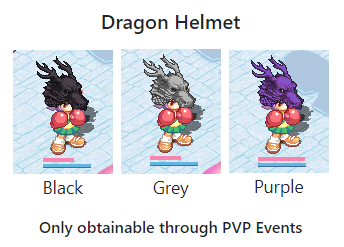 Dragon Helmet
Black Grey Purple
Only obtainable through PVP Events